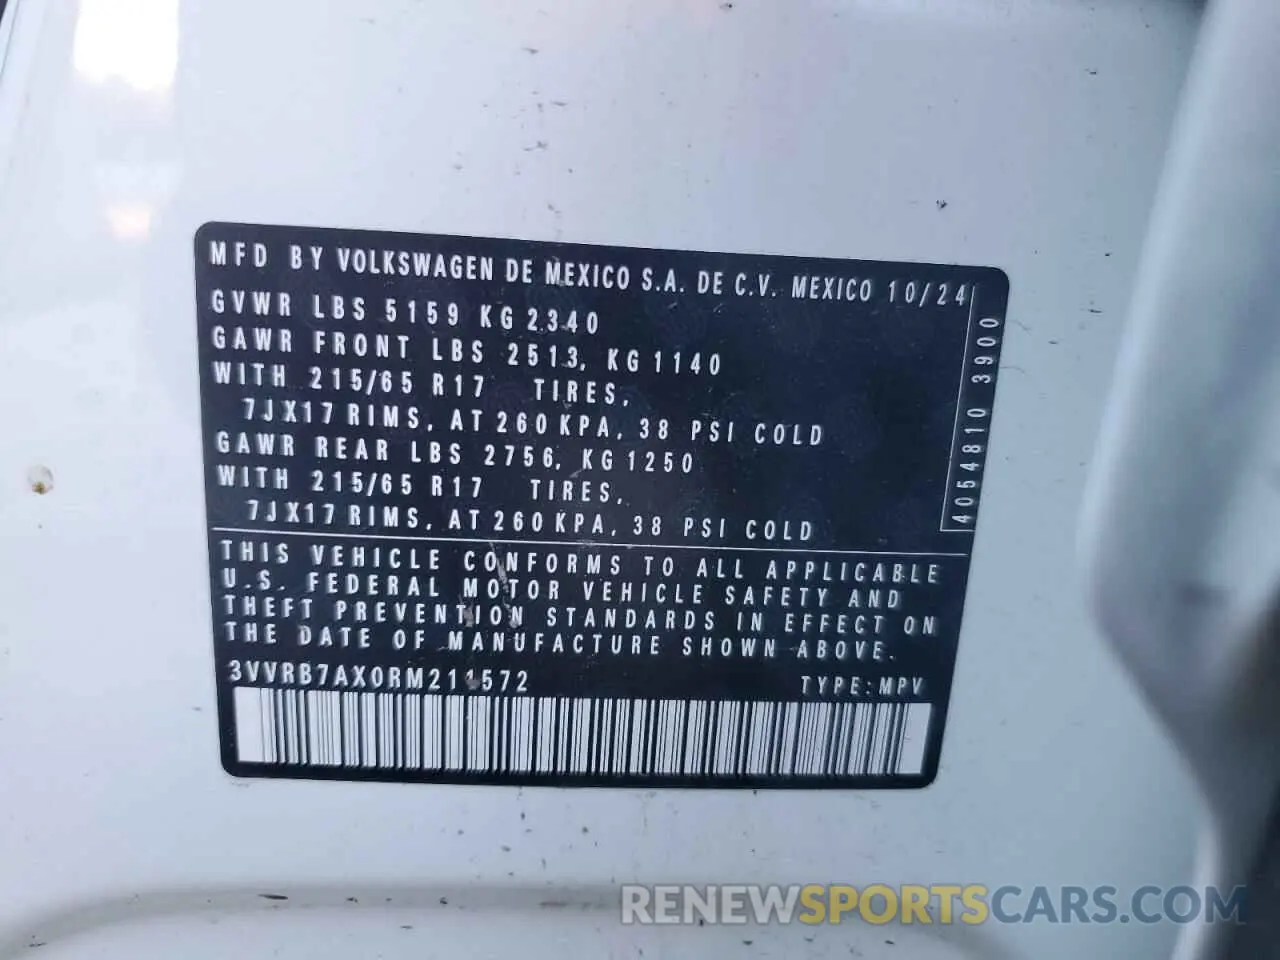 MFD BY VOLKSWAGEN DE MEXICO S.A. DE C.V. MEXICO 10/24
GVWR LBS 5159 KG 2340
GAWR FRONT LBS 2513, KG 1140
WITH 215/65 R17 TIRES,
7JX17 RIMS, AT 260 KPA, 38 PSI COLD
GAWR REAR LBS 2756, KG 1250
WITH 215/65 R17 TIRES,
7JX17 RIMS, AT 260 KPA, 38 PSI COLD
4054810 3900
THIS VEHICLE CONFORMS TO ALL APPLICABLE
U.S. FEDERAL MOTOR VEHICLE SAFETY AND
THEFT PREVENTION STANDARDS IN EFFECT ON
THE DATE OF MANUFACTURE SHOWN ABOVE.
3VVRB7AX0RM211572 TYPE:MPV
RENEWSPORTSCARS.COM